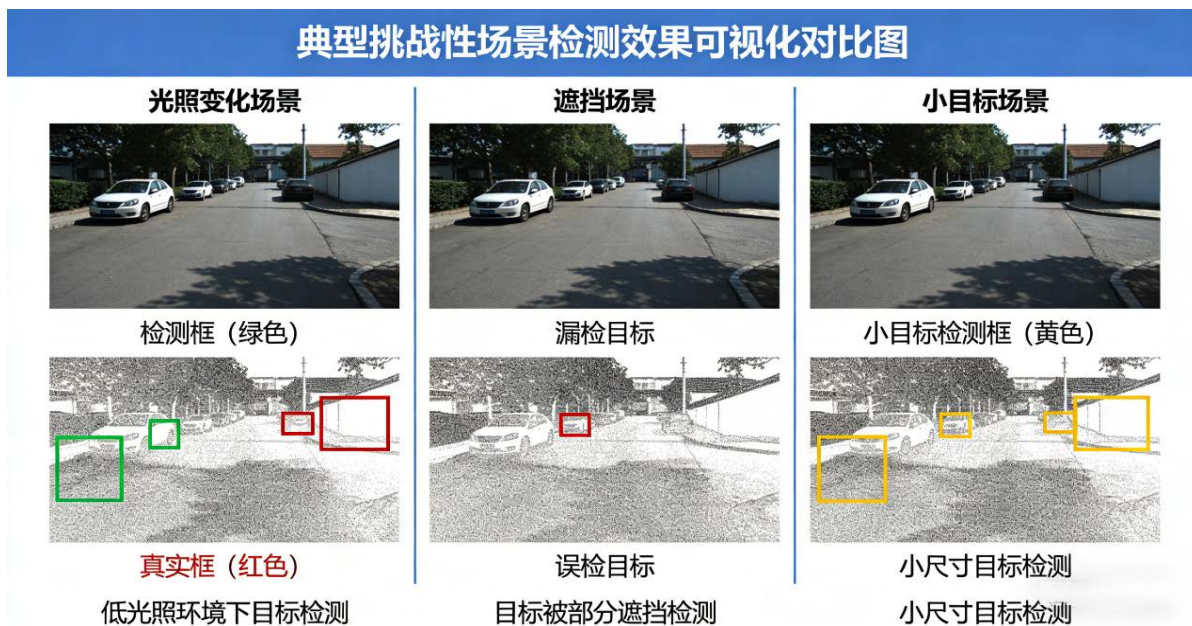 典型挑战性场景检测效果可视化对比图
光照变化场景
检测框（绿色）
真实框（红色）
低光照环境下目标检测
遮挡场景
漏检目标
误检目标
目标被部分遮挡检测
小目标场景
小目标检测框（黄色）
小尺寸目标检测
小尺寸目标检测